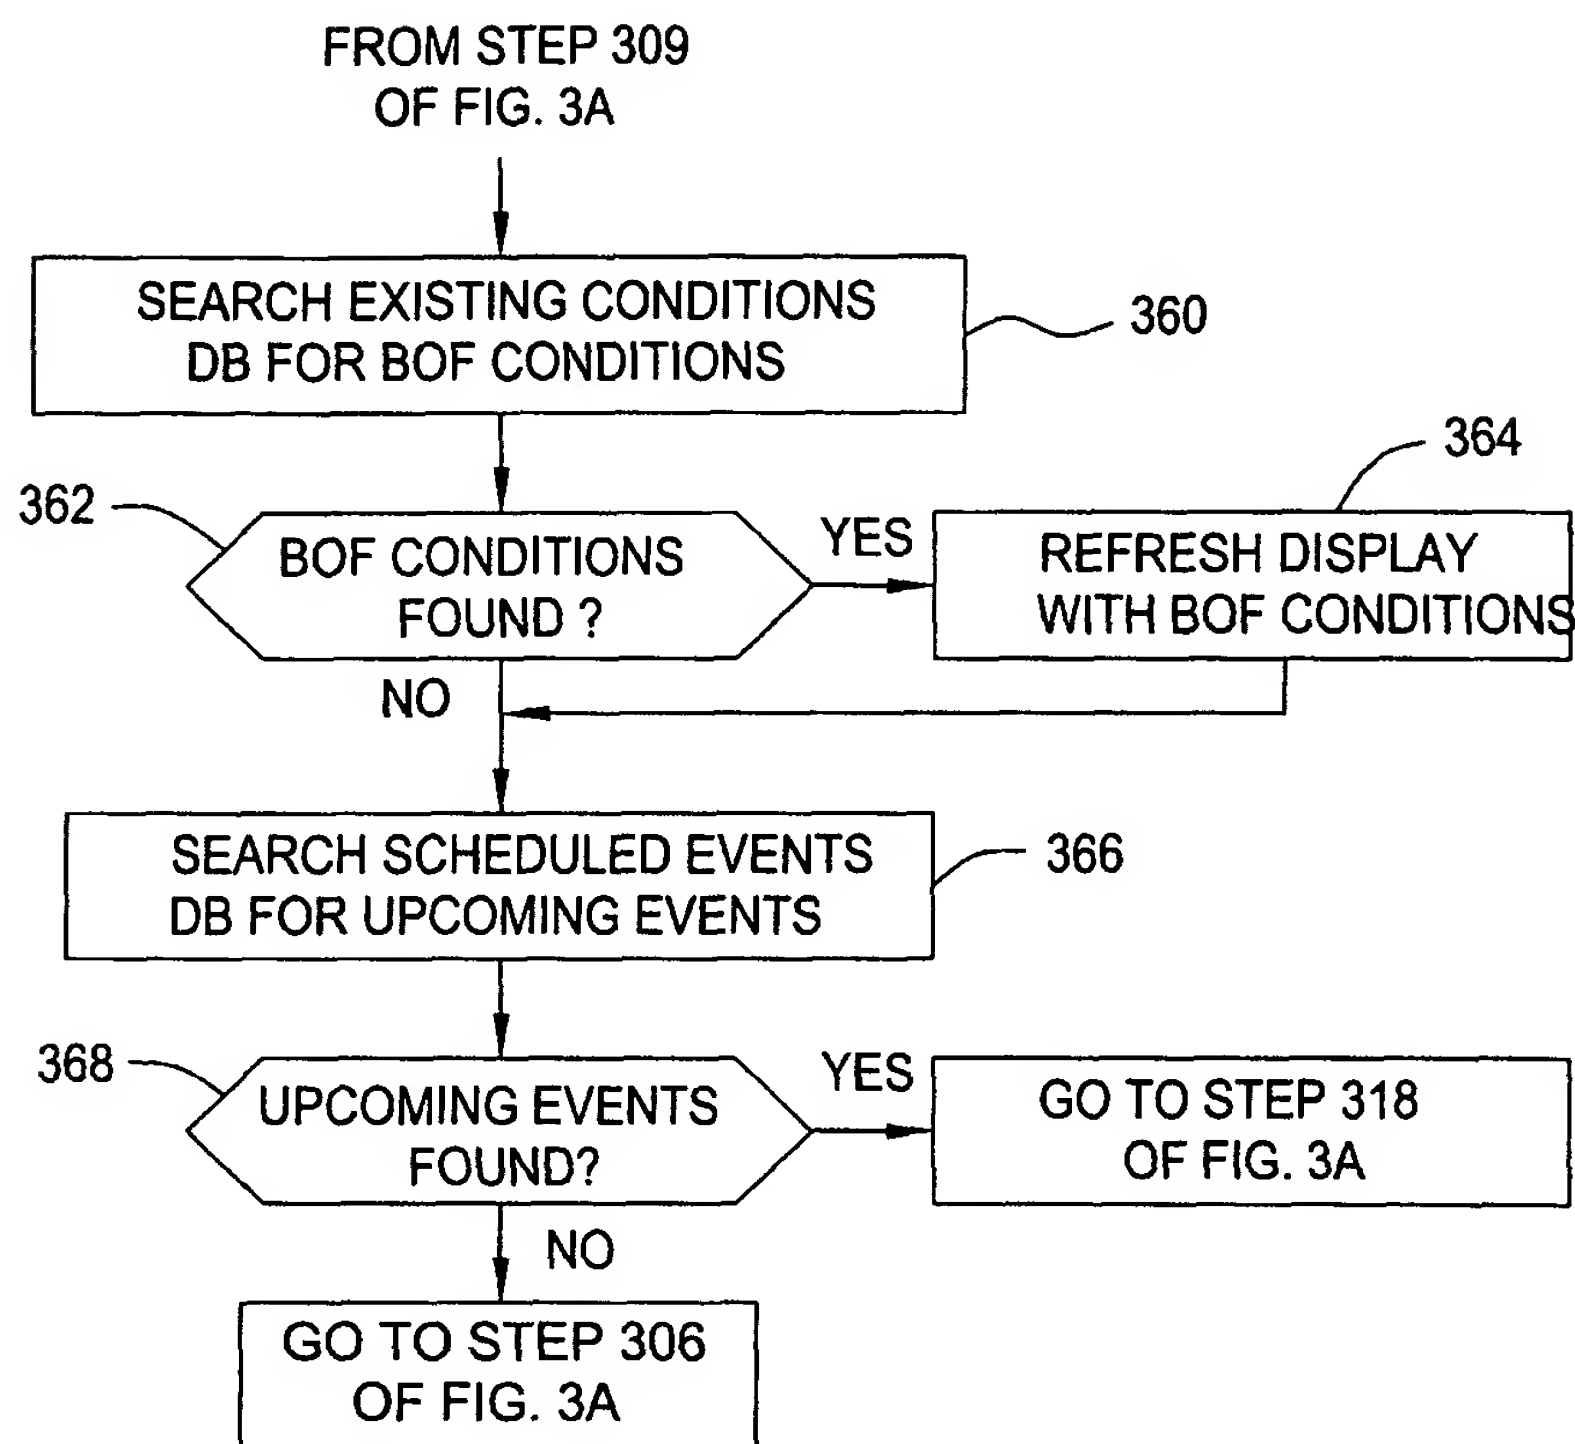 FROM STEP 309
OF FIG. 3A
SEARCH EXISTING CONDITIONS
DB FOR BOF CONDITIONS
360
362
BOF CONDITIONS
FOUND ?
YES
364
REFRESH DISPLAY
WITH BOF CONDITIONS
NO
SEARCH SCHEDULED EVENTS
DB FOR UPCOMING EVENTS
366
368
UPCOMING EVENTS
FOUND?
YES
GO TO STEP 318
OF FIG. 3A
NO
GO TO STEP 306
OF FIG. 3A